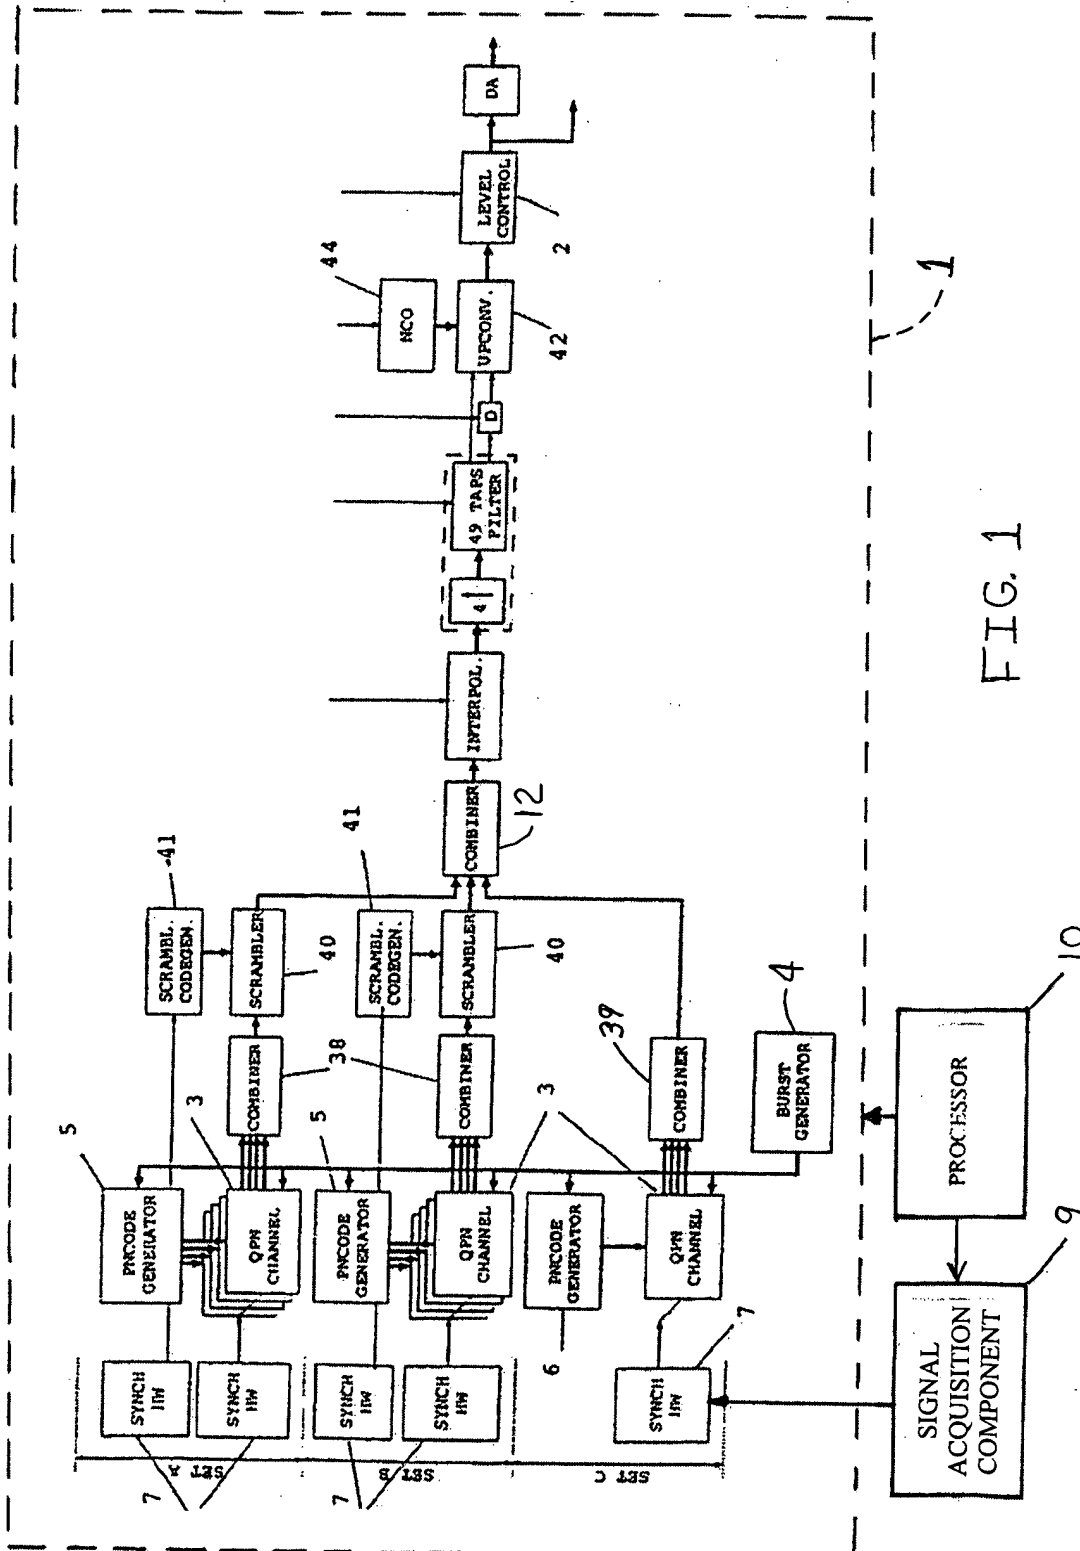 5
PNCODE
GENERATOR
SCRAMBL.
CODEGEN.
41
SYNCH
HW
SYNCH
HW
7
SET A
QPN
CHANNEL
3
COMBINER
38
SCRAMBLER
40
5
PNCODE
GENERATOR
SCRAMBL.
CODEGEN.
41
SYNCH
HW
SYNCH
HW
7
SET B
QPN
CHANNEL
3
COMBINER
SCRAMBLER
40
COMBINER
12
INTERPOL.
4
49 TAPS
FILTER
D
NCO
44
UPCONV.
42
LEVEL
CONTROL
2
DA
PNCODE
GENERATOR
6
SYNCH
HW
7
SET C
QPN
CHANNEL
COMBINER
39
BURST
GENERATOR
4
1
SIGNAL
ACQUISITION
COMPONENT
9
PROCESSOR
10
FIG. 1